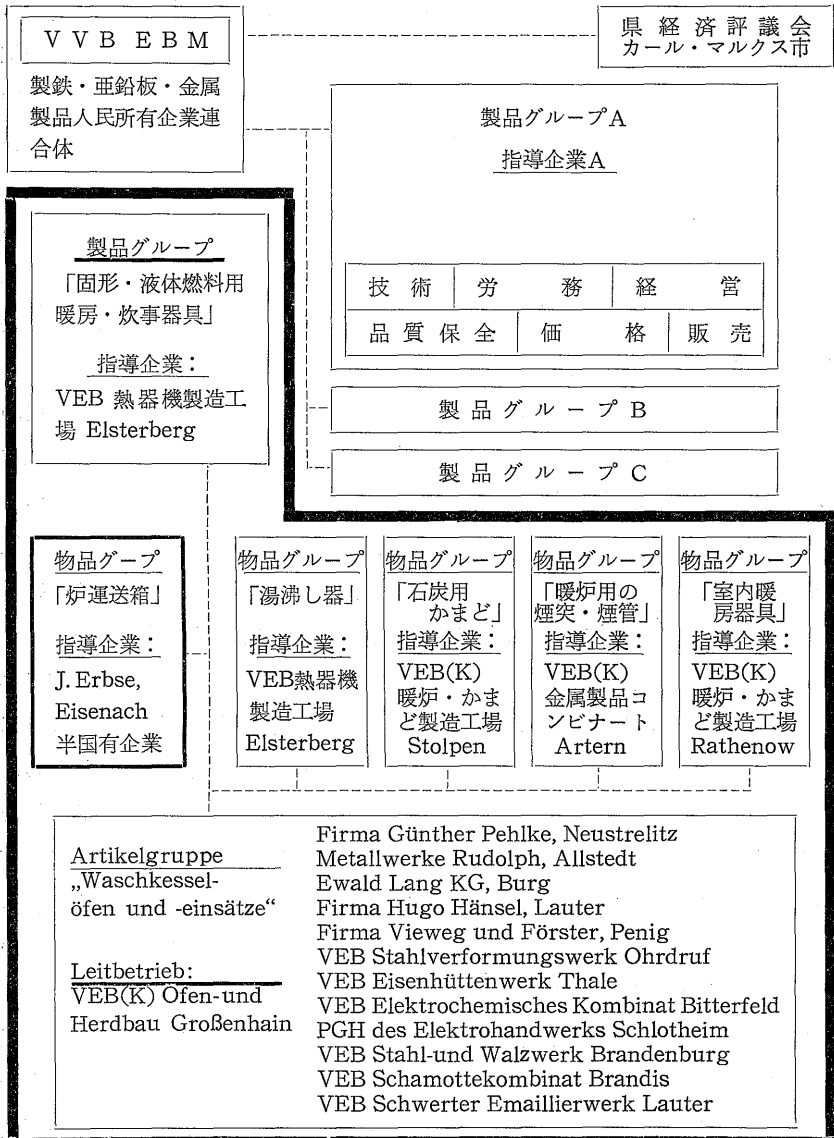 VVB EBM
製鉄・亜鉛板・金属
製品人民所有企業連
合体
県経済評議会
カール・マルクス市
製品グループA
指導企業A
技術 労務 経営
品質保全 価格 販売
製品グループB
製品グループC
製品グループ
「固形・液体燃料用
暖房・炊事器具」
指導企業:
VEB 熱器機製造工
場 Elsterberg
物品グープ
「炉運送箱」
指導企業:
J. Erbse,
Eisenach
半国有企業
物品グループ
「湯沸し器」
指導企業:
VEB熱器機
製造工場
Elsterberg
物品グループ
「石炭用
かまど」
指導企業:
VEB(K)
暖炉・かま
ど製造工場
Stolpen
物品グループ
「暖炉用の
煙突・煙管」
指導企業:
VEB(K)
金属製品コ
ンビナート
Artern
物品グループ
「室内暖
房器具」
指導企業:
VEB(K)
暖炉・かま
ど製造工場
Rathenow
Artikelgruppe
„Waschkessel-
öfen und -einsätze“
Leitbetrieb:
VEB(K) Ofen-und
Herdbau Großenhain
Firma Günther Pehlke, Neustrelitz
Metallwerke Rudolph, Allstedt
Ewald Lang KG, Burg
Firma Hugo Hänsel, Lauter
Firma Vieweg und Förster, Penig
VEB Stahlverformungswerk Ohrdruf
VEB Eisenhüttenwerk Thale
VEB Elektrochemisches Kombinat Bitterfeld
PGH des Elektrohandwerks Schlotheim
VEB Stahl-und Walzwerk Brandenburg
VEB Schamottekombinat Brandis
VEB Schwerter Emaillierwerk Lauter